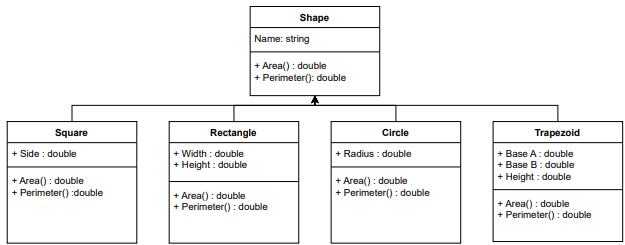 Shape
Name: string
+ Area() : double
+ Perimeter(): double
Square
+ Side : double
+ Area() : double
+ Perimeter() :double
Rectangle
+ Width : double
+ Height : double
+ Area() : double
+ Perimeter() : double
Circle
+ Radius : double
+ Area() : double
+ Perimeter() : double
Trapezoid
+ Base A : double
+ Base B : double
+ Height : double
+ Area() : double
+ Perimeter() : double